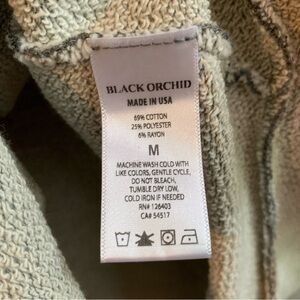 BLACK ORCHID
MADE IN USA
69% COTTON
25% POLYESTER
6% RAYON
M
MACHINE WASH COLD WITH
LIKE COLORS, GENTLE CYCLE,
DO NOT BLEACH,
TUMBLE DRY LOW,
COLD IRON IF NEEDED
RN# 126403
CA# 54517